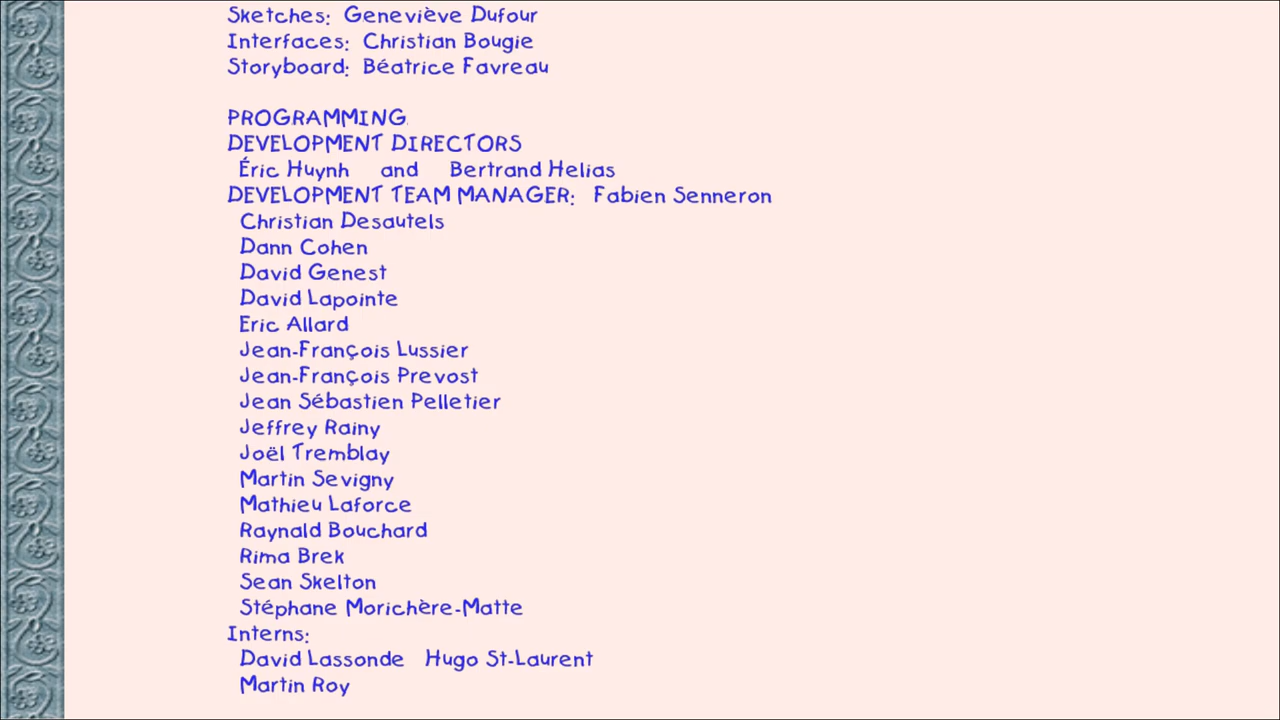 Sketches: Geneviève Dufour
Interfaces: Christian Bougie
Storyboard: Béatrice Favreau
PROGRAMMING
DEVELOPMENT DIRECTORS
Éric Huynh and Bertrand Helias
DEVELOPMENT TEAM MANAGER: Fabien Senneron
Christian Desautels
Dann Cohen
David Genest
David Lapointe
Eric Allard
Jean-François Lussier
Jean-François Prevost
Jean Sébastien Pelletier
Jeffrey Rainy
Joël Tremblay
Martin Sevigny
Mathieu Laforce
Raynald Bouchard
Rima Brek
Sean Skelton
Stéphane Morichère-Matte
Interns:
David Lassonde Hugo St-Laurent
Martin Roy